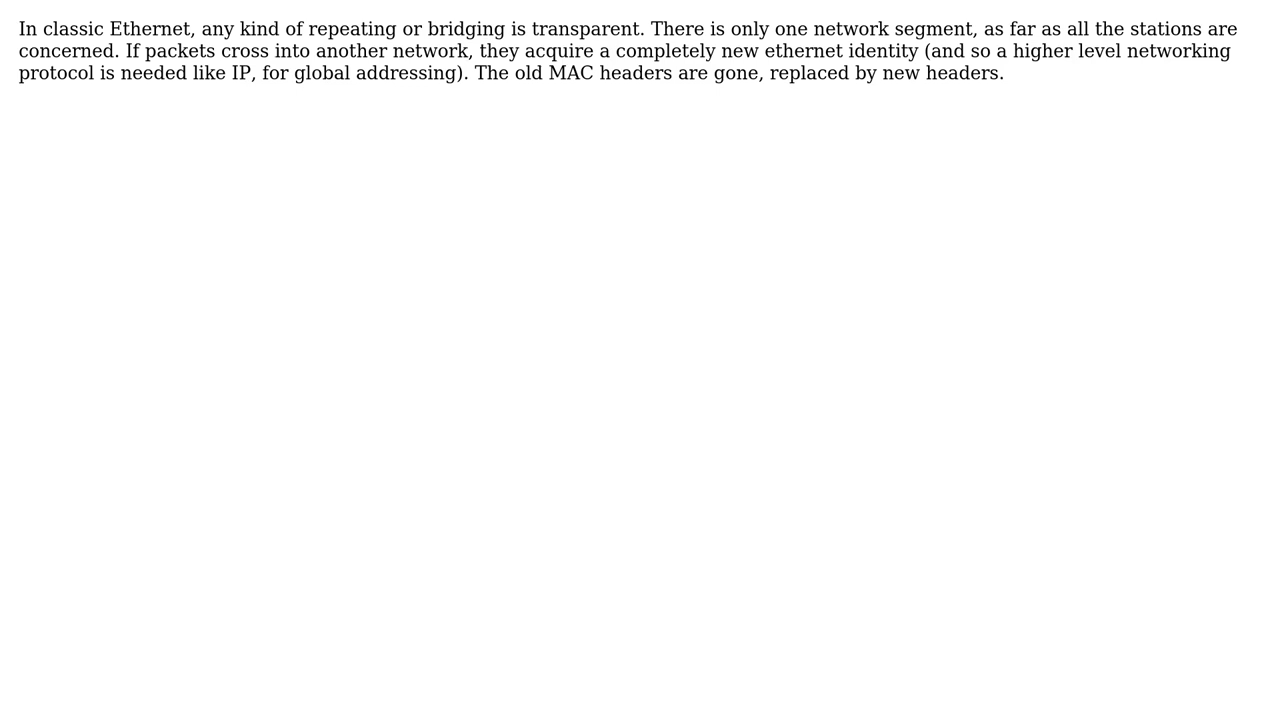 In classic Ethernet, any kind of repeating or bridging is transparent. There is only one network segment, as far as all the stations are
concerned. If packets cross into another network, they acquire a completely new ethernet identity (and so a higher level networking
protocol is needed like IP, for global addressing). The old MAC headers are gone, replaced by new headers.